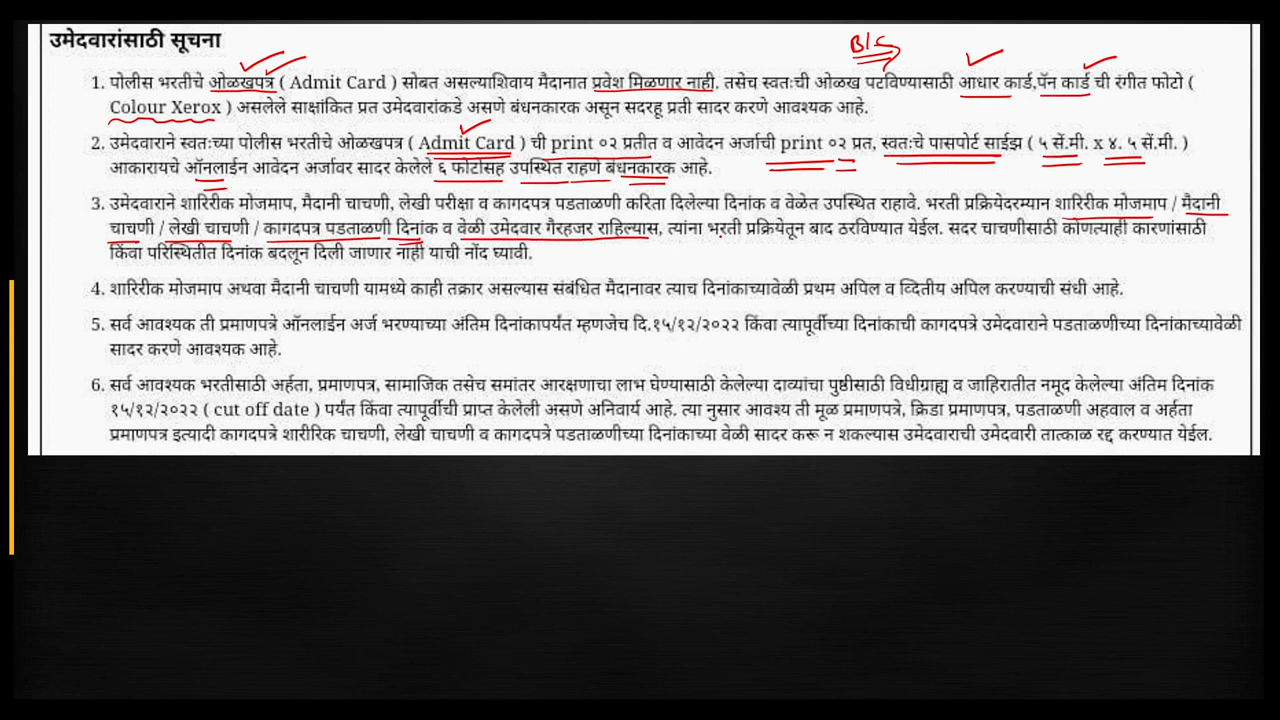 उमेदवारांसाठी सूचना
B/C
1. पोलीस भरतीचे ओळखपत्र ( Admit Card ) सोबत असल्याशिवाय मैदानात प्रवेश मिळणार नाही. तसेच स्वतःची ओळख पटविण्यासाठी आधार कार्ड,पॅन कार्ड ची रंगीत फोटो (
Colour Xerox ) असलेले साक्षांकित प्रत उमेदवारांकडे असणे बंधनकारक असून सदरहू प्रती सादर करणे आवश्यक आहे.
2. उमेदवाराने स्वतःच्या पोलीस भरतीचे ओळखपत्र ( Admit Card ) ची print ०२ प्रतीत व आवेदन अर्जाची print ०२ प्रत, स्वतःचे पासपोर्ट साईझ ( ५ सें.मी. x ४. ५ सें.मी. )
आकारायचे ऑनलाईन आवेदन अर्जावर सादर केलेले ६ फोटोसह उपस्थित राहणे बंधनकारक आहे.
3. उमेदवाराने शारिरीक मोजमाप, मैदानी चाचणी, लेखी परीक्षा व कागदपत्र पडताळणी करिता दिलेल्या दिनांक व वेळेत उपस्थित राहावे. भरती प्रक्रियेदरम्यान शारिरीक मोजमाप / मैदानी
चाचणी / लेखी चाचणी / कागदपत्र पडताळणी दिनांक व वेळी उमेदवार गैरहजर राहिल्यास, त्यांना भरती प्रक्रियेतून बाद ठरविण्यात येईल. सदर चाचणीसाठी कोणत्याही कारणांसाठी
किंवा परिस्थितीत दिनांक बदलून दिली जाणार नाही याची नोंद घ्यावी.
4. शारिरीक मोजमाप अथवा मैदानी चाचणी यामध्ये काही तक्रार असल्यास संबंधित मैदानावर त्याच दिनांकाच्यावेळी प्रथम अपिल व व्दितीय अपिल करण्याची संधी आहे.
5. सर्व आवश्यक ती प्रमाणपत्रे ऑनलाईन अर्ज भरण्याच्या अंतिम दिनांकापर्यंत म्हणजेच दि.१५/१२/२०२२ किंवा त्यापूर्वीच्या दिनांकाची कागदपत्रे उमेदवाराने पडताळणीच्या दिनांकाच्यावेळी
सादर करणे आवश्यक आहे.
6. सर्व आवश्यक भरतीसाठी अर्हता, प्रमाणपत्र, सामाजिक तसेच समांतर आरक्षणाचा लाभ घेण्यासाठी केलेल्या दाव्यांचा पुष्ठीसाठी विधीग्राह्य व जाहिरातीत नमूद केलेल्या अंतिम दिनांक
१५/१२/२०२२ ( cut off date ) पर्यंत किंवा त्यापूर्वीची प्राप्त केलेली असणे अनिवार्य आहे. त्या नुसार आवश्य ती मूळ प्रमाणपत्रे, क्रिडा प्रमाणपत्र, पडताळणी अहवाल व अर्हता
प्रमाणपत्र इत्यादी कागदपत्रे शारीरिक चाचणी, लेखी चाचणी व कागदपत्रे पडताळणीच्या दिनांकाच्या वेळी सादर करू न शकल्यास उमेदवाराची उमेदवारी तात्काळ रद्द करण्यात येईल.